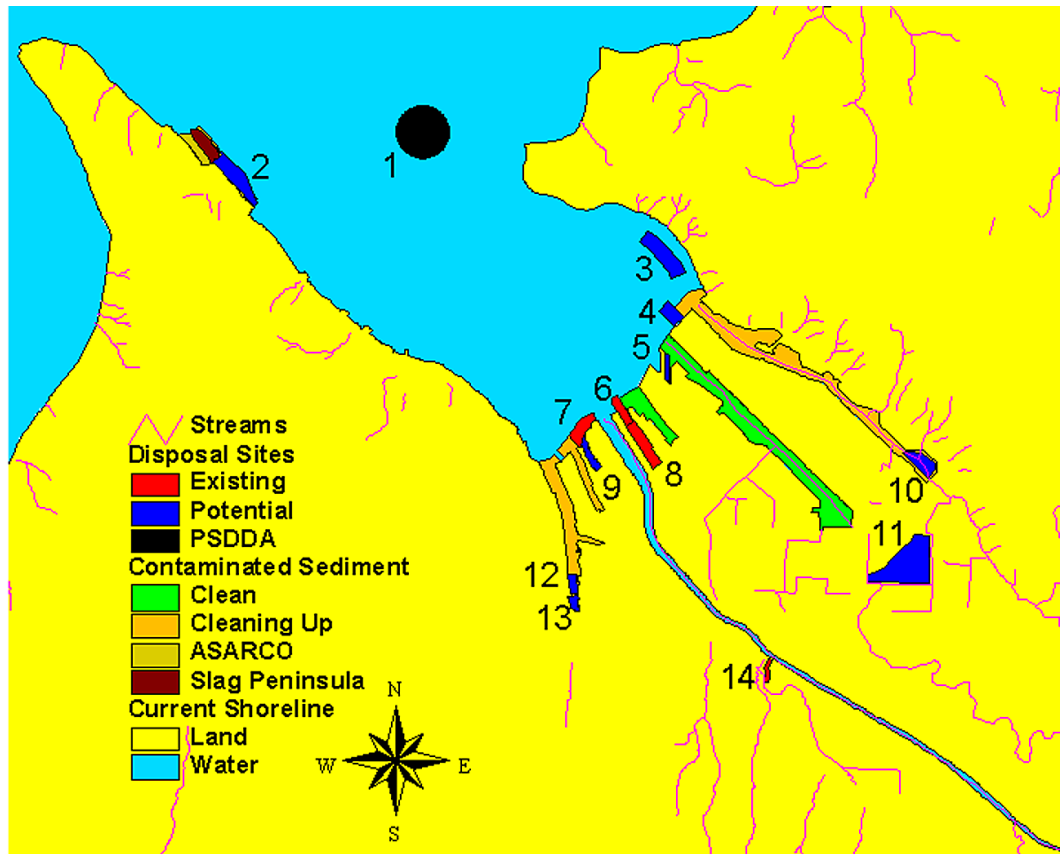 1
2
3
4
5
6
7
8
9
10
11
12
13
14
Streams
Disposal Sites
Existing
Potential
PSDDA
Contaminated Sediment
Clean
Cleaning Up
ASARCO
Slag Peninsula
Current Shoreline
Land
Water
N
W E
S